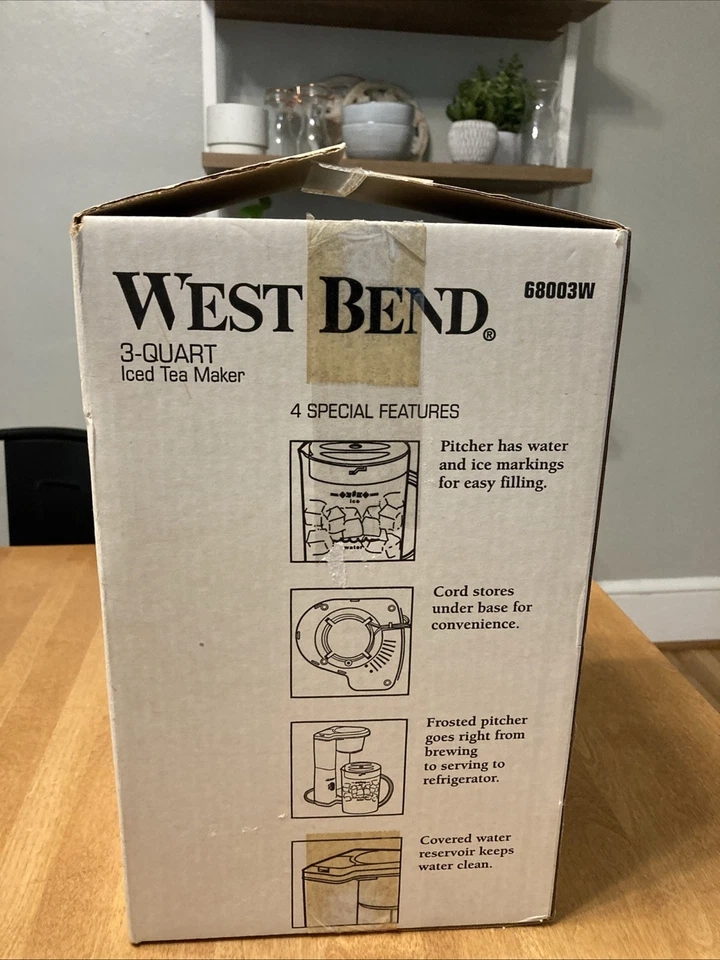 WEST BEND®
68003W
3-QUART
Iced Tea Maker
4 SPECIAL FEATURES
ice
water
Pitcher has water
and ice markings
for easy filling.
Cord stores
under base for
convenience.
Frosted pitcher
goes right from
brewing
to serving to
refrigerator.
Covered water
reservoir keeps
water clean.